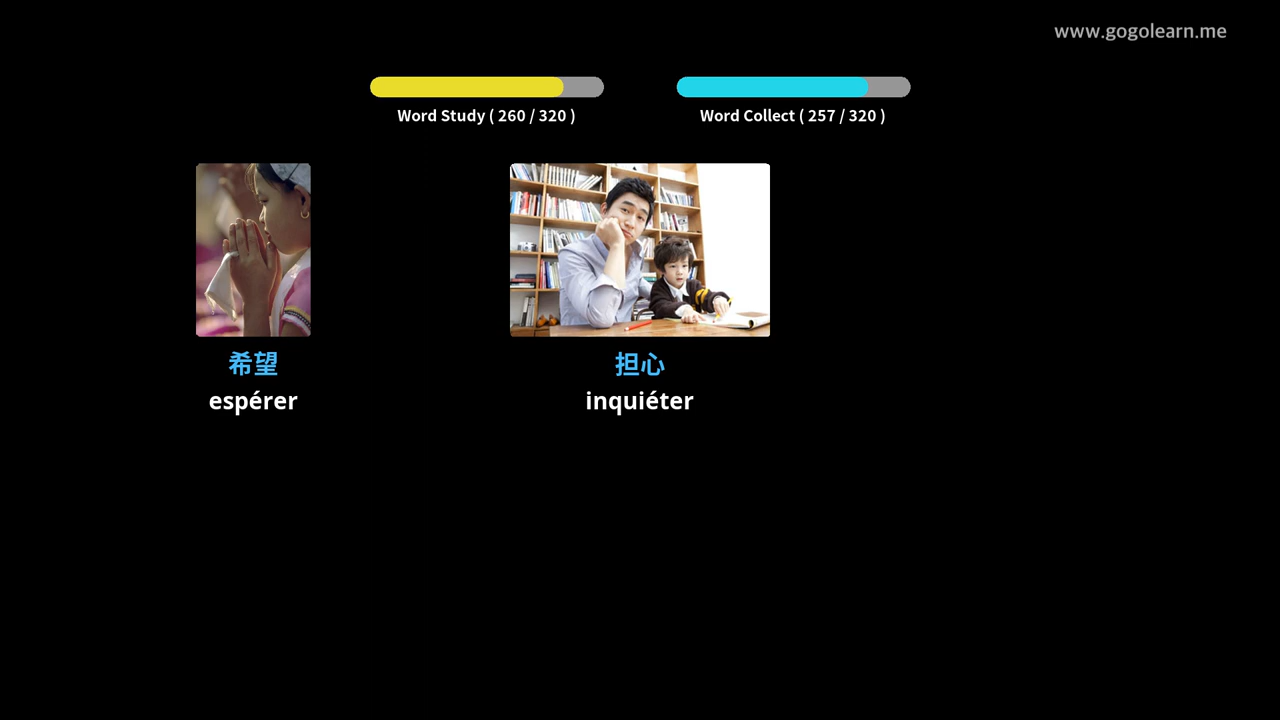 www.gogolearn.me
Word Study ( 260 / 320 )
Word Collect ( 257 / 320 )
希望
espérer
担心
inquiéter